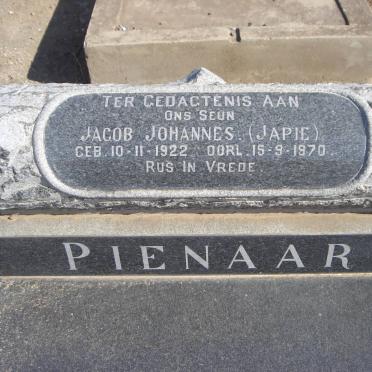 TER GEDAGTENIS AAN
ONS SEUN
JACOB JOHANNES. (JAPIE)
GEB. 10-11-1922 OORL. 15-9-1970.
RUS IN VREDE.
PIENAAR